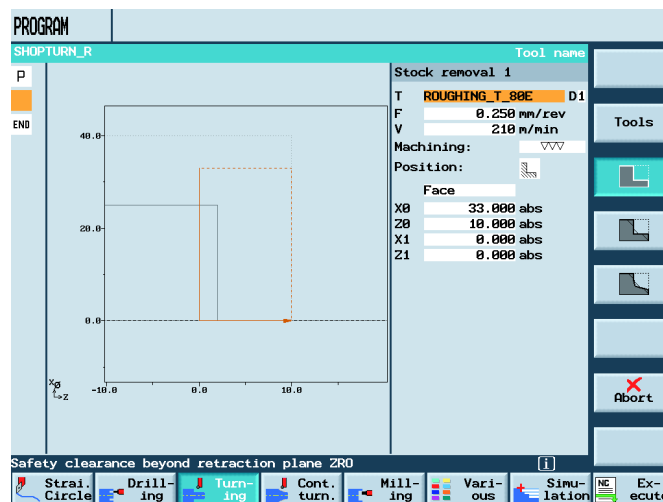 PROGRAM
SHOPTURN_R Tool name
P
END
Stock removal 1
T ROUGHING_T_80E D1
F 0.250 mm/rev
V 210 m/min
Machining: ▽▽▽
Position:
Face
X0 33.000 abs
Z0 10.000 abs
X1 0.000 abs
Z1 0.000 abs
40.0
20.0
0.0
-10.0 0.0 10.0
XØ
Z
Tools
Abort
Safety clearance beyond retraction plane ZRO i
Strai. Circle
Drill- ing
Turn- ing
Cont. turn.
Mill- ing
Vari- ous
Simu- lation
NC Ex- ecute